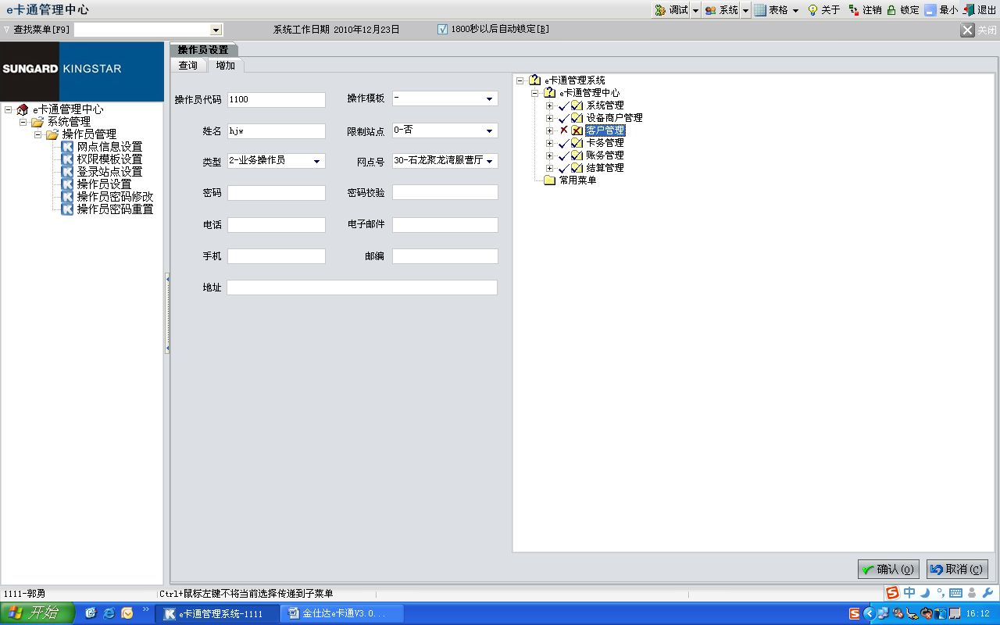 e卡通管理中心 调试 系统 表格 关于 注销 锁定 最小 退出
查找菜单[F9] 系统工作日期 2010年12月23日 1800秒以后自动锁定[B] 关闭
SUNGARD KINGSTAR
e卡通管理中心
系统管理
操作员管理
网点信息设置
权限模板设置
登录站点设置
操作员设置
操作员密码修改
操作员密码重置
操作员设置
查询 增加
操作员代码 1100 操作模板 -
姓名 hjw 限制站点 0-否
类型 2-业务操作员 网点号 30-石龙聚龙湾服营厅
密码 密码校验
电话 电子邮件
手机 邮编
地址
e卡通管理系统
e卡通管理中心
系统管理
设备商户管理
客户管理
卡务管理
账务管理
结算管理
常用菜单
确认(O) 取消(C)
1111-郭勇 Ctrl+鼠标左键不将当前选择传递到子菜单 中
开始 e卡通管理系统-1111 金仕达e卡通V3.0... 16:12